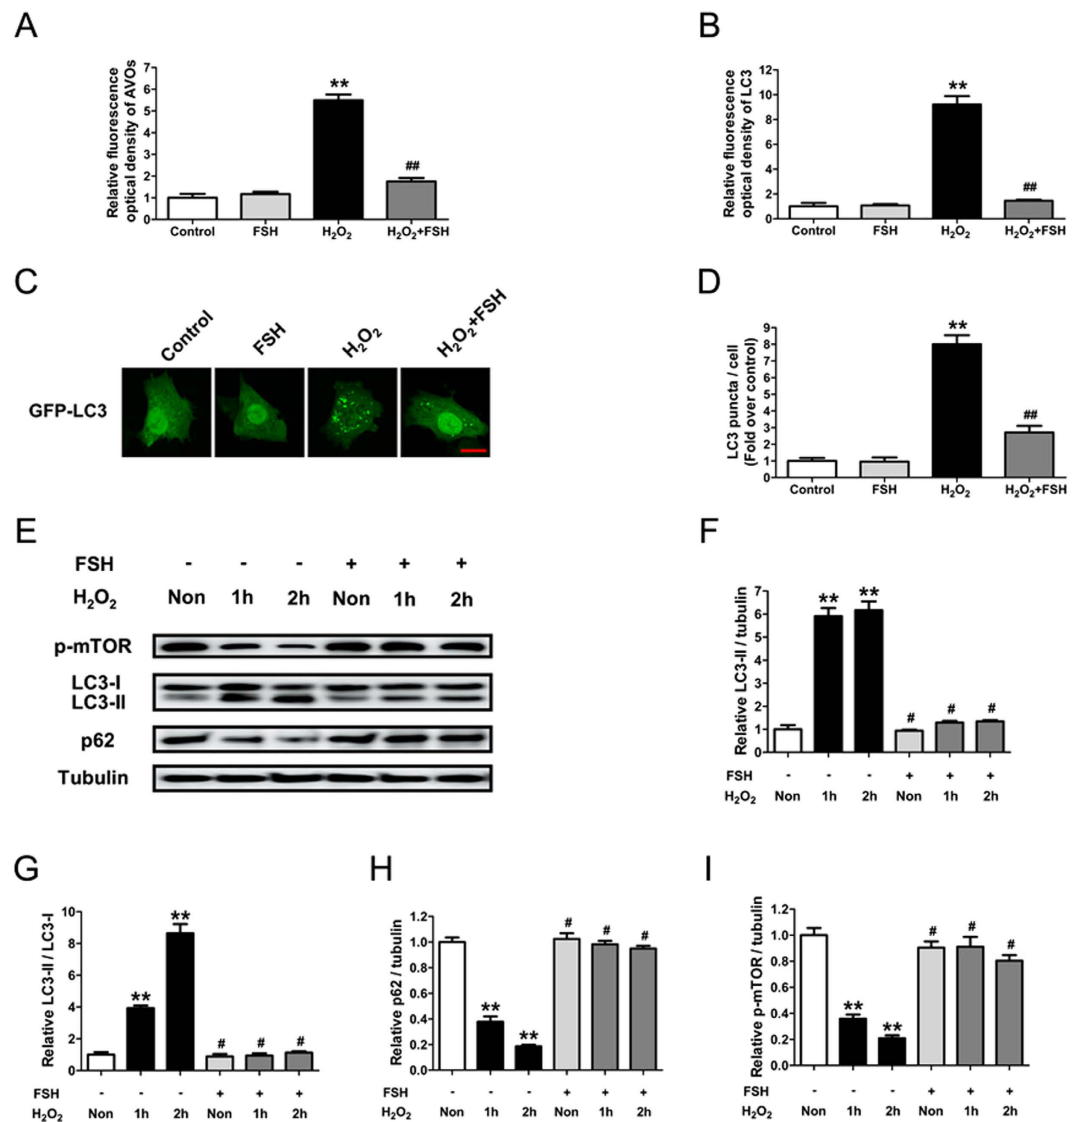 A
Relative fluorescence
optical density of AVOs
7
6
5
4
3
2
1
0
**
##
Control FSH H₂O₂ H₂O₂+FSH
B
Relative fluorescence
optical density of LC3
12
10
8
6
4
2
0
**
##
Control FSH H₂O₂ H₂O₂+FSH
C
Control FSH H₂O₂ H₂O₂+FSH
GFP-LC3
D
LC3 puncta / cell
(Fold over control)
9
8
7
6
5
4
3
2
1
0
**
##
Control FSH H₂O₂ H₂O₂+FSH
E
FSH - - - + + +
H₂O₂ Non 1h 2h Non 1h 2h
p-mTOR
LC3-I
LC3-II
p62
Tubulin
F
Relative LC3-II / tubulin
7
6
5
4
3
2
1
0
** ** # # #
FSH - - - + + +
H₂O₂ Non 1h 2h Non 1h 2h
G
Relative LC3-II / LC3-I
10
8
6
4
2
0
** ** # # #
FSH - - - + + +
H₂O₂ Non 1h 2h Non 1h 2h
H
Relative p62 / tubulin
1.2
1.0
0.8
0.6
0.4
0.2
0.0
** ** # # #
FSH - - - + + +
H₂O₂ Non 1h 2h Non 1h 2h
I
Relative p-mTOR / tubulin
1.2
1.0
0.8
0.6
0.4
0.2
0.0
** ** # # #
FSH - - - + + +
H₂O₂ Non 1h 2h Non 1h 2h